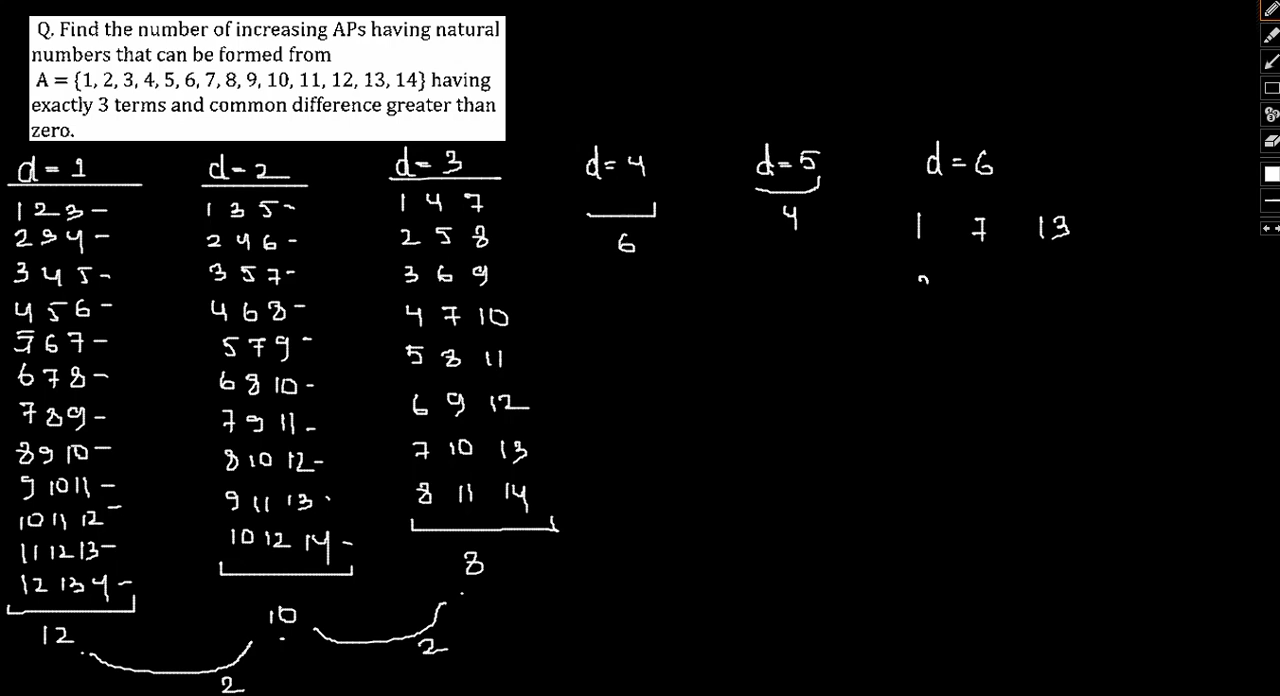 Q. Find the number of increasing APs having natural
numbers that can be formed from
A = {1, 2, 3, 4, 5, 6, 7, 8, 9, 10, 11, 12, 13, 14} having
exactly 3 terms and common difference greater than
zero.
d = 1
1 2 3 –
2 3 4 –
3 4 5 –
4 5 6 –
5 6 7 –
6 7 8 –
7 8 9 –
8 9 10 –
9 10 11 –
10 11 12 –
11 12 13 –
12 13 4 –
12
d = 2
1 3 5 –
2 4 6 –
3 5 7 –
4 6 8 –
5 7 9 –
6 8 10 –
7 9 11 –
8 10 12 –
9 11 13
10 12 14 –
10
2
d = 3
1 4 7
2 5 8
3 6 9
4 7 10
5 8 11
6 9 12
7 10 13
8 11 14
8
2
d = 4
6
d = 5
4
d = 6
1 7 13